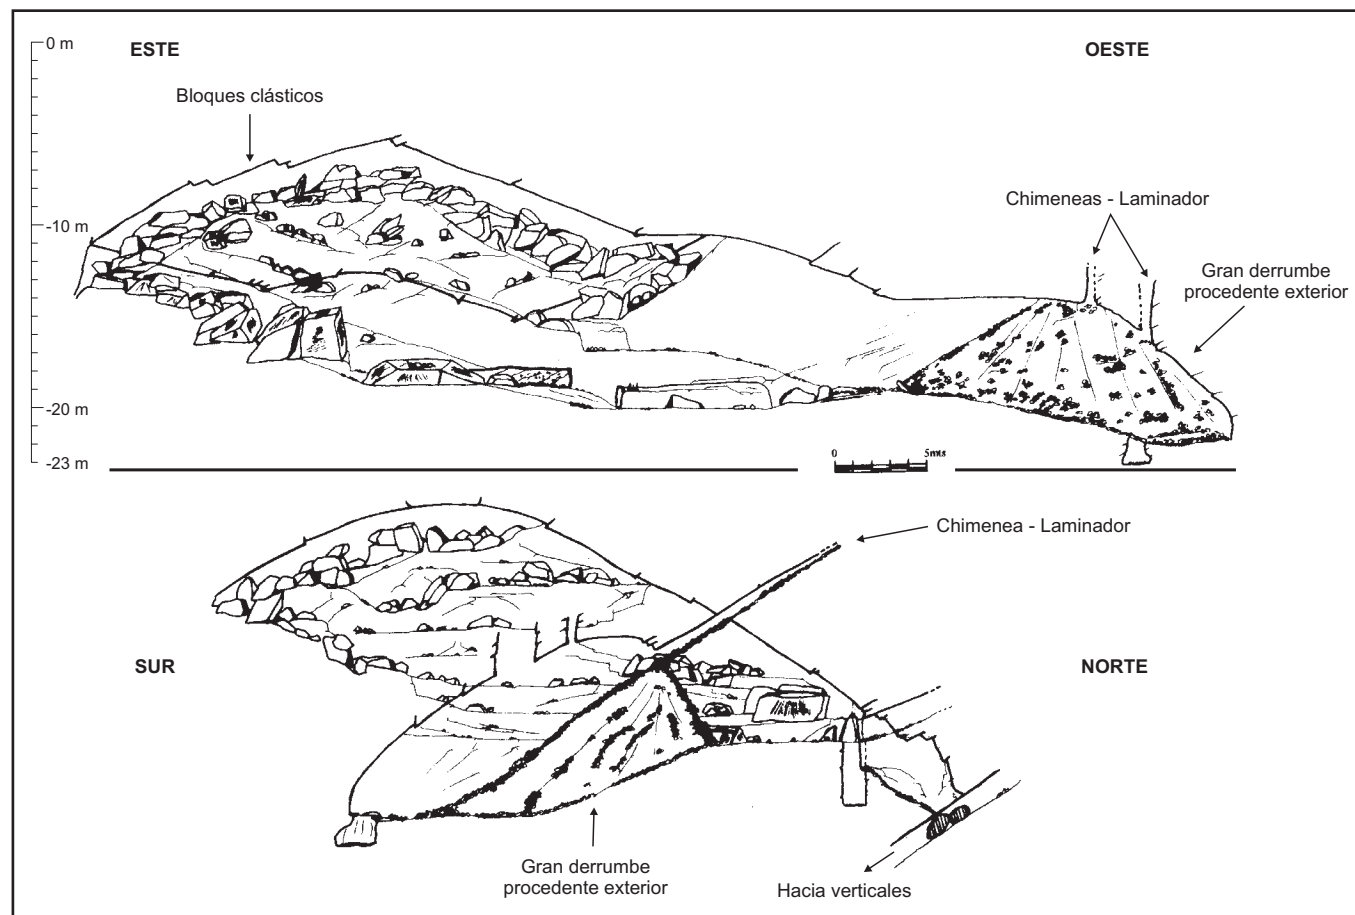 0 m
ESTE
OESTE
Bloques clásticos
-10 m
Chimeneas - Laminador
Gran derrumbe
procedente exterior
-20 m
-23 m
0 5mts
Chimenea - Laminador
SUR
NORTE
Gran derrumbe
procedente exterior
Hacia verticales